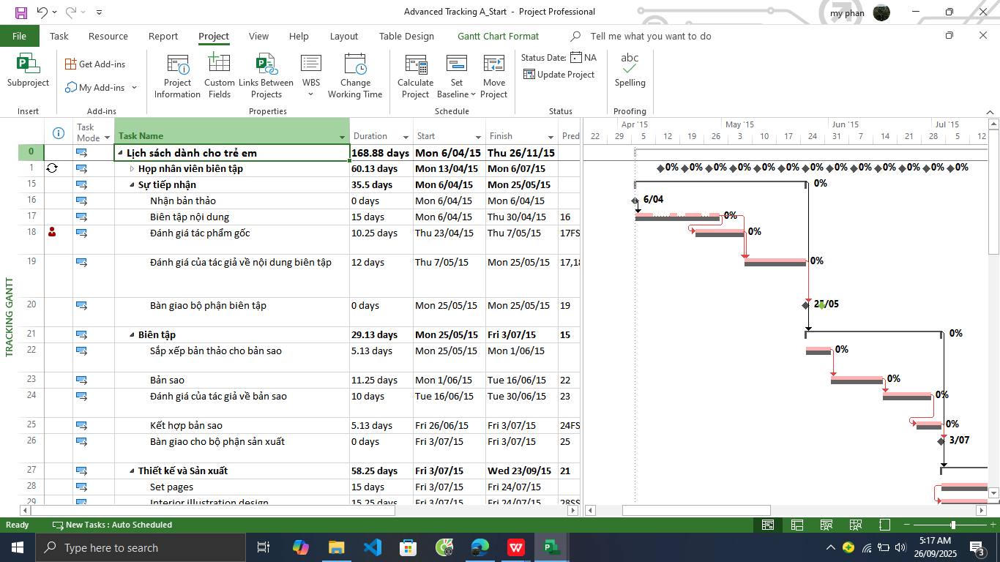 Advanced Tracking A_Start - Project Professional
my phan
File Task Resource Report Project View Help Layout Table Design Gantt Chart Format Tell me what you want to do
Subproject
Get Add-ins
My Add-ins
Project Information
Custom Fields
Links Between Projects
WBS
Change Working Time
Calculate Project
Set Baseline
Move Project
Status Date: NA
Update Project
abc
Spelling
Insert Add-ins Properties Schedule Status Proofing
Task Mode Task Name Duration Start Finish Pred
Apr '15 May '15 Jun '15 Jul '15
22 29 5 12 19 26 3 10 17 24 31 7 14 21 28 5 12
0 Lịch sách dành cho trẻ em 168.88 days Mon 6/04/15 Thu 26/11/15
1 Họp nhân viên biên tập 60.13 days Mon 13/04/15 Mon 6/07/15 0% 0% 0% 0% 0% 0% 0% 0% 0% 0% 0% 0% 0%
15 Sự tiếp nhận 35.5 days Mon 6/04/15 Mon 25/05/15 0%
16 Nhận bản thảo 0 days Mon 6/04/15 Mon 6/04/15 6/04
17 Biên tập nội dung 15 days Mon 6/04/15 Thu 30/04/15 16 0%
18 Đánh giá tác phẩm gốc 10.25 days Thu 23/04/15 Thu 7/05/15 17FS 0%
19 Đánh giá của tác giả về nội dung biên tập 12 days Thu 7/05/15 Mon 25/05/15 17,18 0%
20 Bàn giao bộ phận biên tập 0 days Mon 25/05/15 Mon 25/05/15 19 25/05
21 Biên tập 29.13 days Mon 25/05/15 Fri 3/07/15 15 0%
22 Sắp xếp bản thảo cho bản sao 5.13 days Mon 25/05/15 Mon 1/06/15 0%
23 Bản sao 11.25 days Mon 1/06/15 Tue 16/06/15 22 0%
24 Đánh giá của tác giả về bản sao 10 days Tue 16/06/15 Tue 30/06/15 23 0%
25 Kết hợp bản sao 5.13 days Fri 26/06/15 Fri 3/07/15 24FS 0%
26 Bàn giao cho bộ phận sản xuất 0 days Fri 3/07/15 Fri 3/07/15 25 3/07
27 Thiết kế và Sản xuất 58.25 days Fri 3/07/15 Wed 23/09/15 21
28 Set pages 15 days Fri 3/07/15 Fri 24/07/15
29 Interior illustration design 15.25 days Fri 3/07/15 Fri 24/07/15 28SS
TRACKING GANTT
Ready New Tasks : Auto Scheduled
Type here to search
5:17 AM
26/09/2025
3